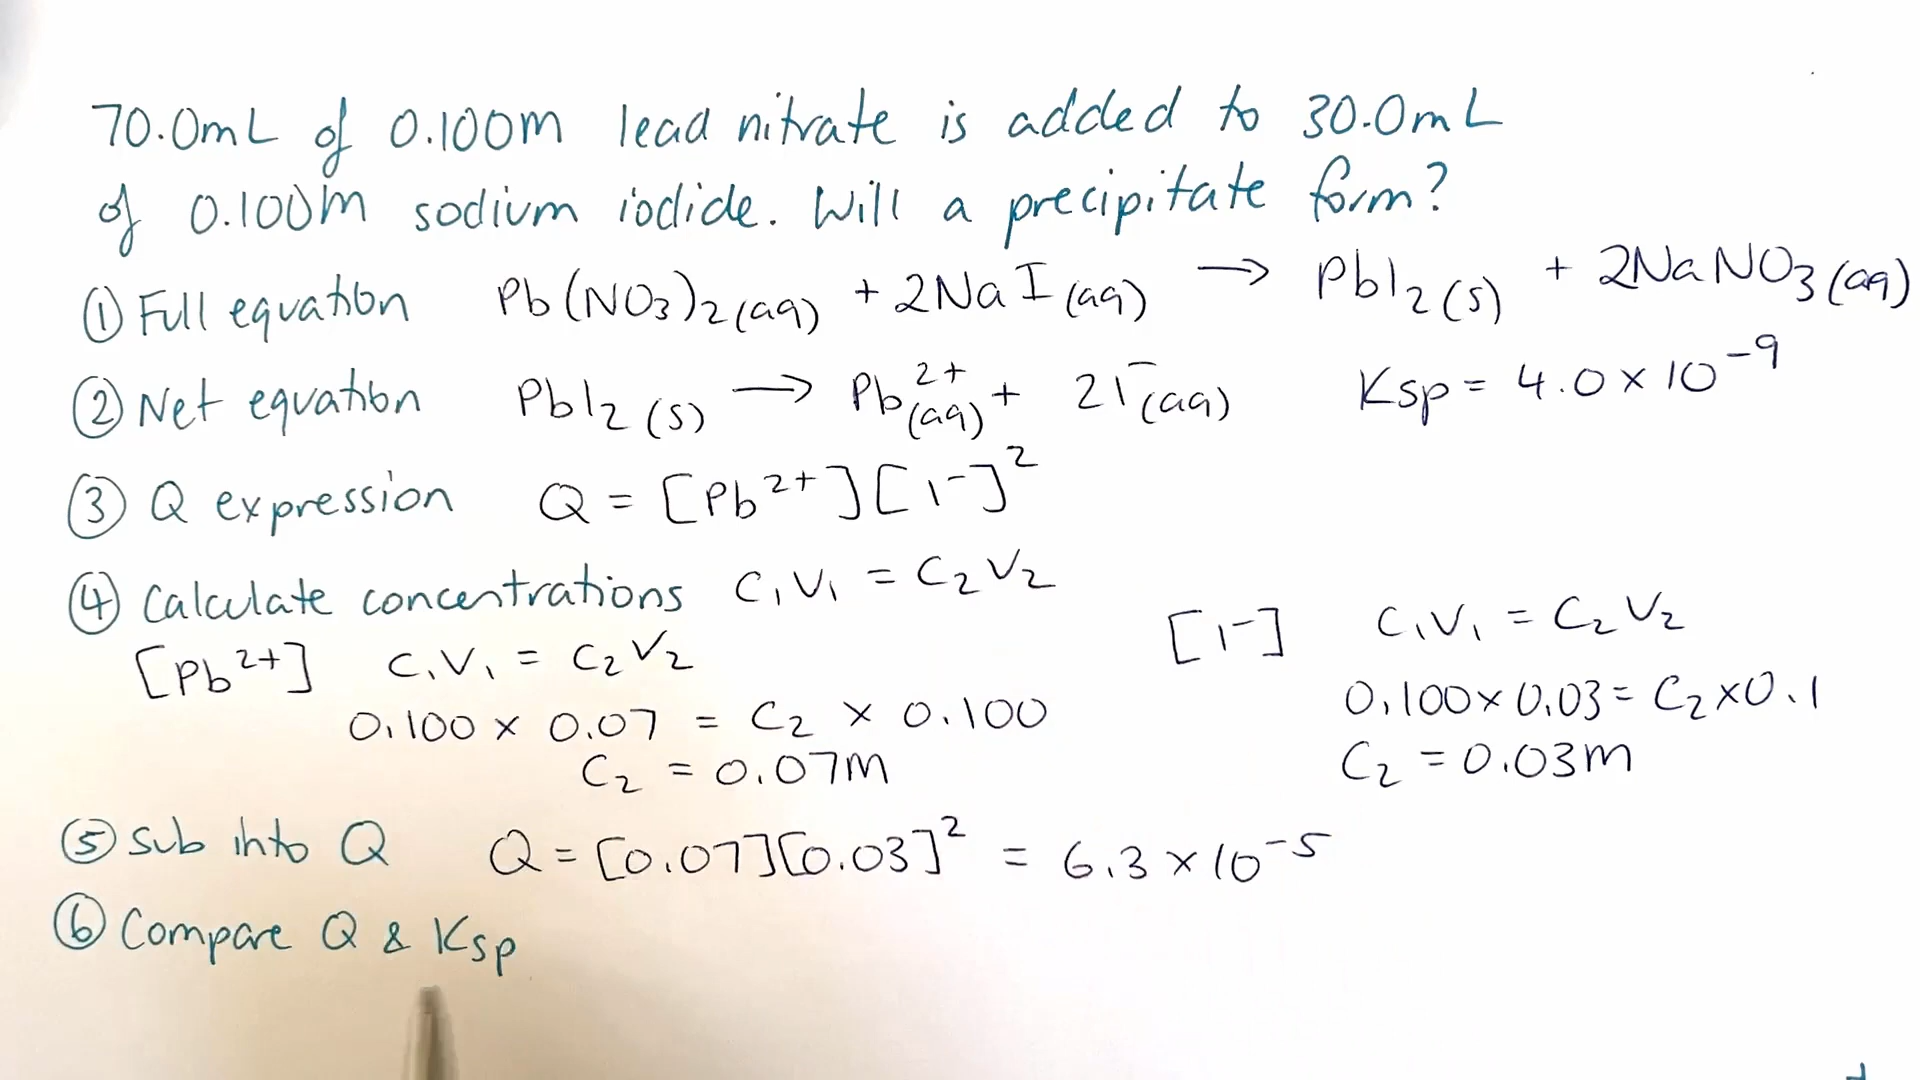 70.0mL of 0.100m lead nitrate is added to 30.0mL
of 0.100m sodium iodide. Will a precipitate form?
① Full equation Pb(NO3)2(aq) + 2NaI(aq) → PbI2(s) + 2NaNO3(aq)
② Net equation PbI2(s) → Pb²⁺(aq) + 2I⁻(aq) Ksp = 4.0 × 10⁻⁹
③ Q expression Q = [Pb²⁺][I⁻]²
④ Calculate concentrations C1V1 = C2V2
[Pb²⁺] C1V1 = C2V2
0.100 × 0.07 = C2 × 0.100
C2 = 0.07M
[I⁻] C1V1 = C2V2
0.100 × 0.03 = C2 × 0.1
C2 = 0.03m
⑤ Sub into Q Q = [0.07][0.03]² = 6.3 × 10⁻⁵
⑥ Compare Q & Ksp